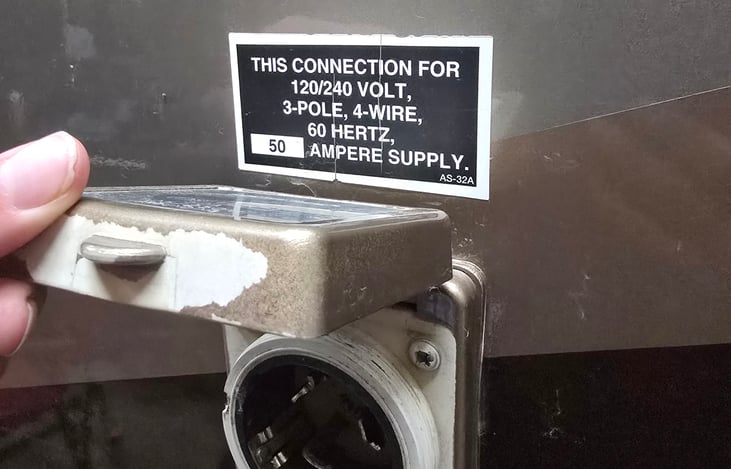 THIS CONNECTION FOR
120/240 VOLT,
3-POLE, 4-WIRE,
60 HERTZ,
50 AMPERE SUPPLY.
AS-32A